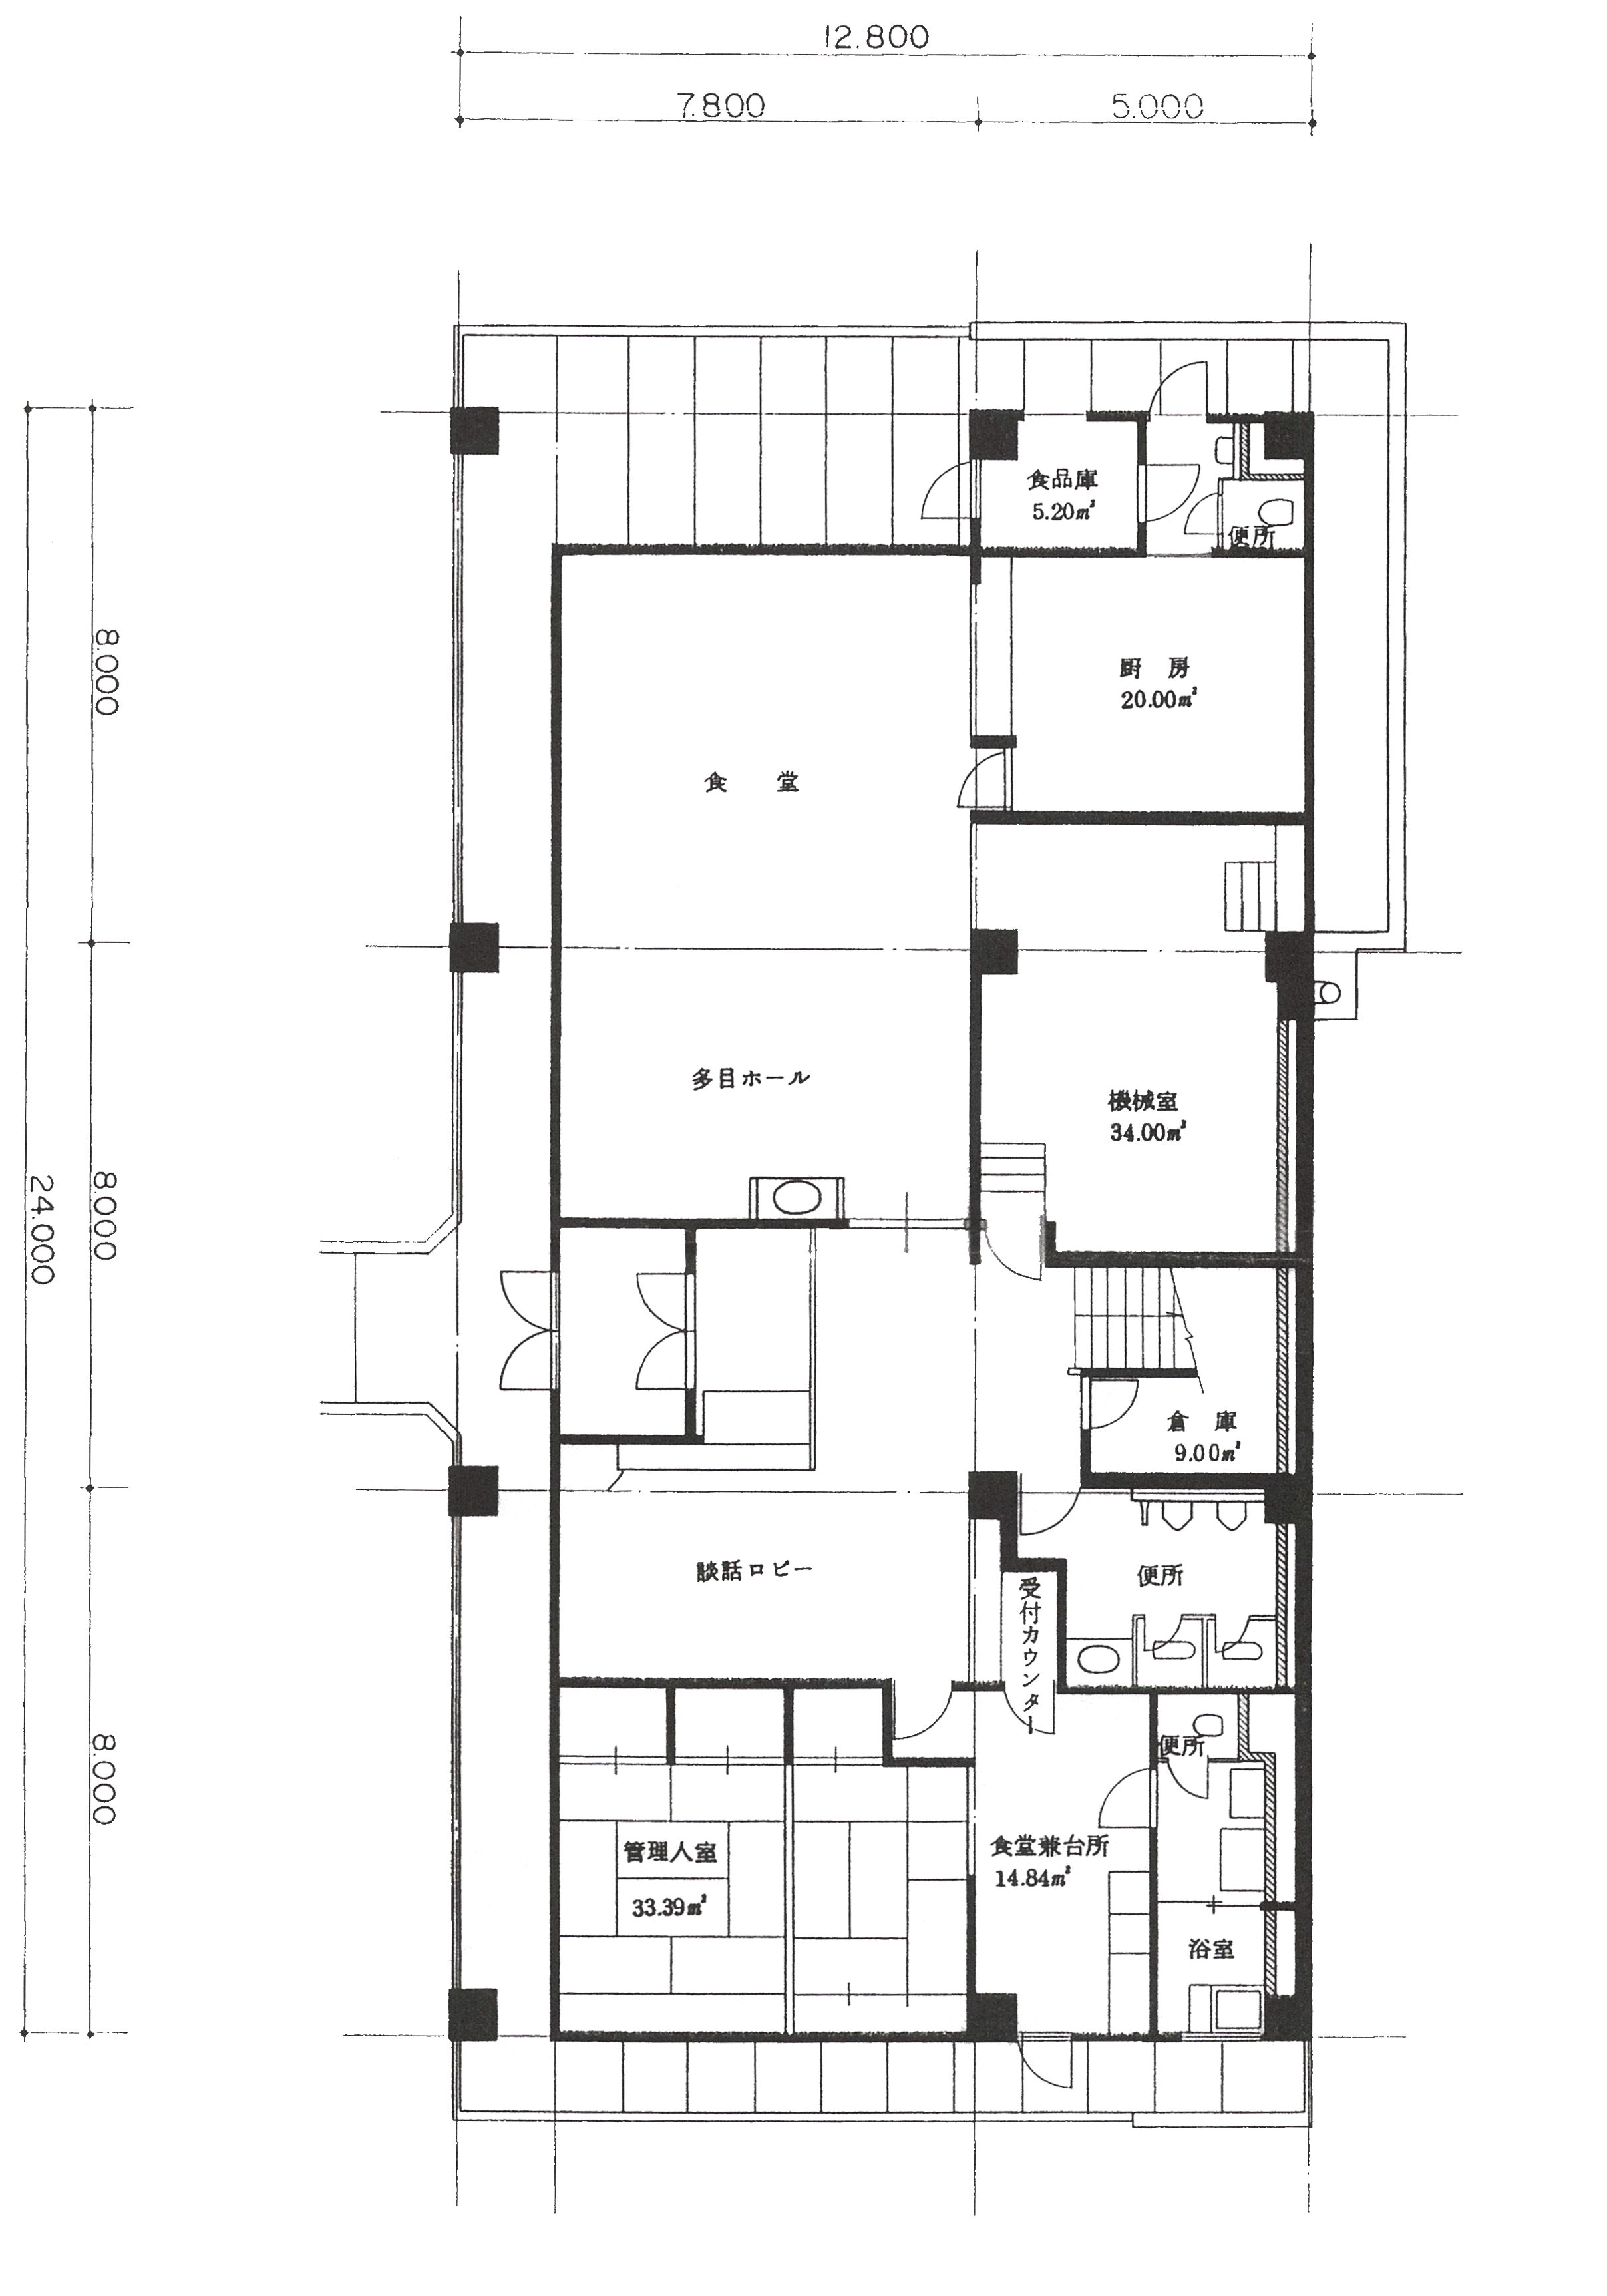 12.800
7.800
5.000
食品庫
5.20㎡
便所
厨 房
20.00㎡
8.000
食 堂
多目ホール
機械室
34.00㎡
8.000
24.000
倉 庫
9.00㎡
談話ロビー
便所
受付カウンター
便所
8.000
食堂兼台所
14.84㎡
管理人室
33.39㎡
浴室